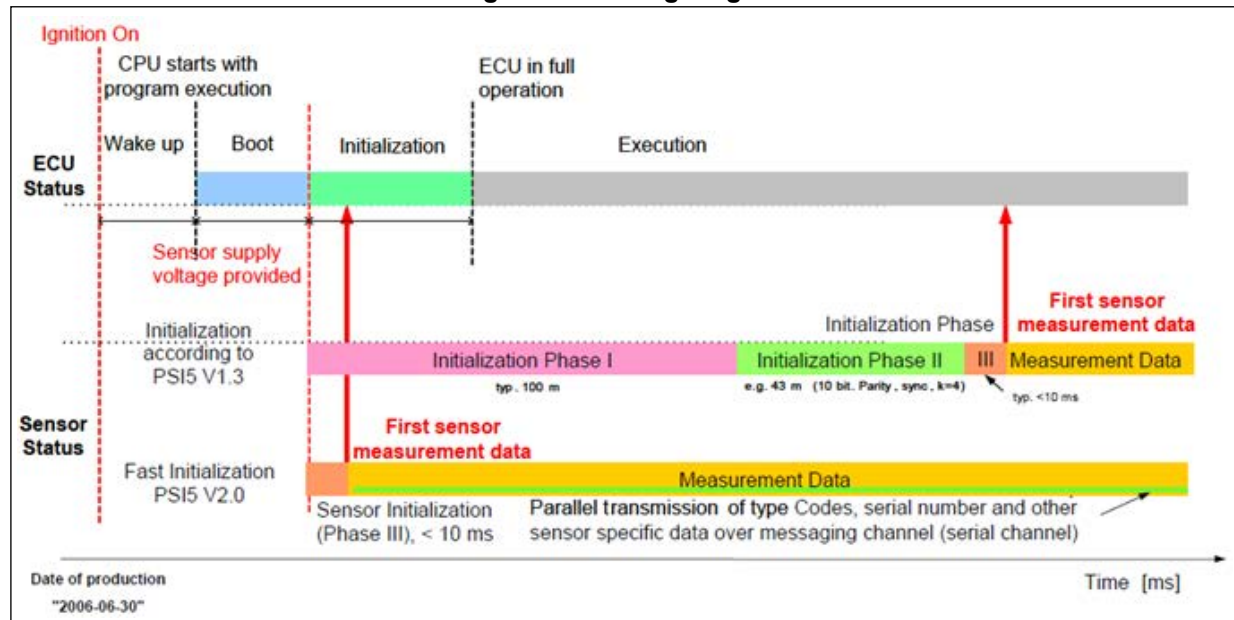 Ignition On
CPU starts with
program execution
ECU in full
operation
Wake up
Boot
Initialization
Execution
ECU
Status
Sensor supply
voltage provided
First sensor
measurement data
Initialization
according to
PSI5 V1.3
Initialization Phase
Initialization Phase I
Initialization Phase II
III
Measurement Data
typ. 100 m
e.g. 43 m (10 bit. Parity , sync , k=4)
typ. <10 ms
Sensor
Status
First sensor
measurement data
Fast Initialization
PSI5 V2.0
Measurement Data
Sensor Initialization
(Phase III), < 10 ms
Parallel transmission of type Codes, serial number and other
sensor specific data over messaging channel (serial channel)
Date of production
"2006-06-30"
Time [ms]